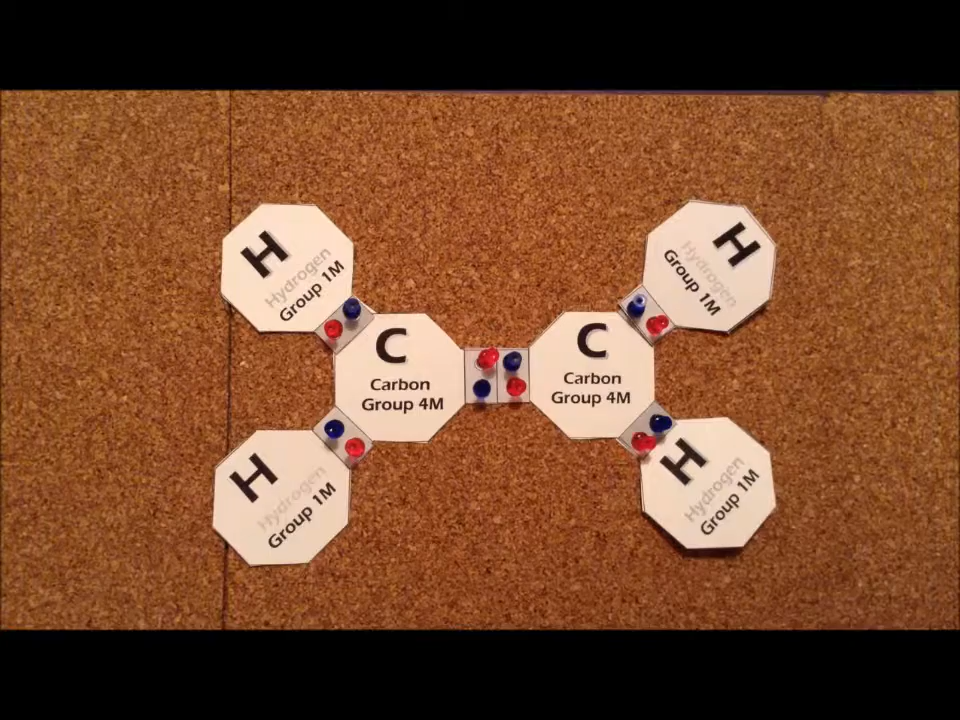 H
Hydrogen
Group 1M
H
Hydrogen
Group 1M
C
Carbon
Group 4M
C
Carbon
Group 4M
H
Hydrogen
Group 1M
H
Hydrogen
Group 1M